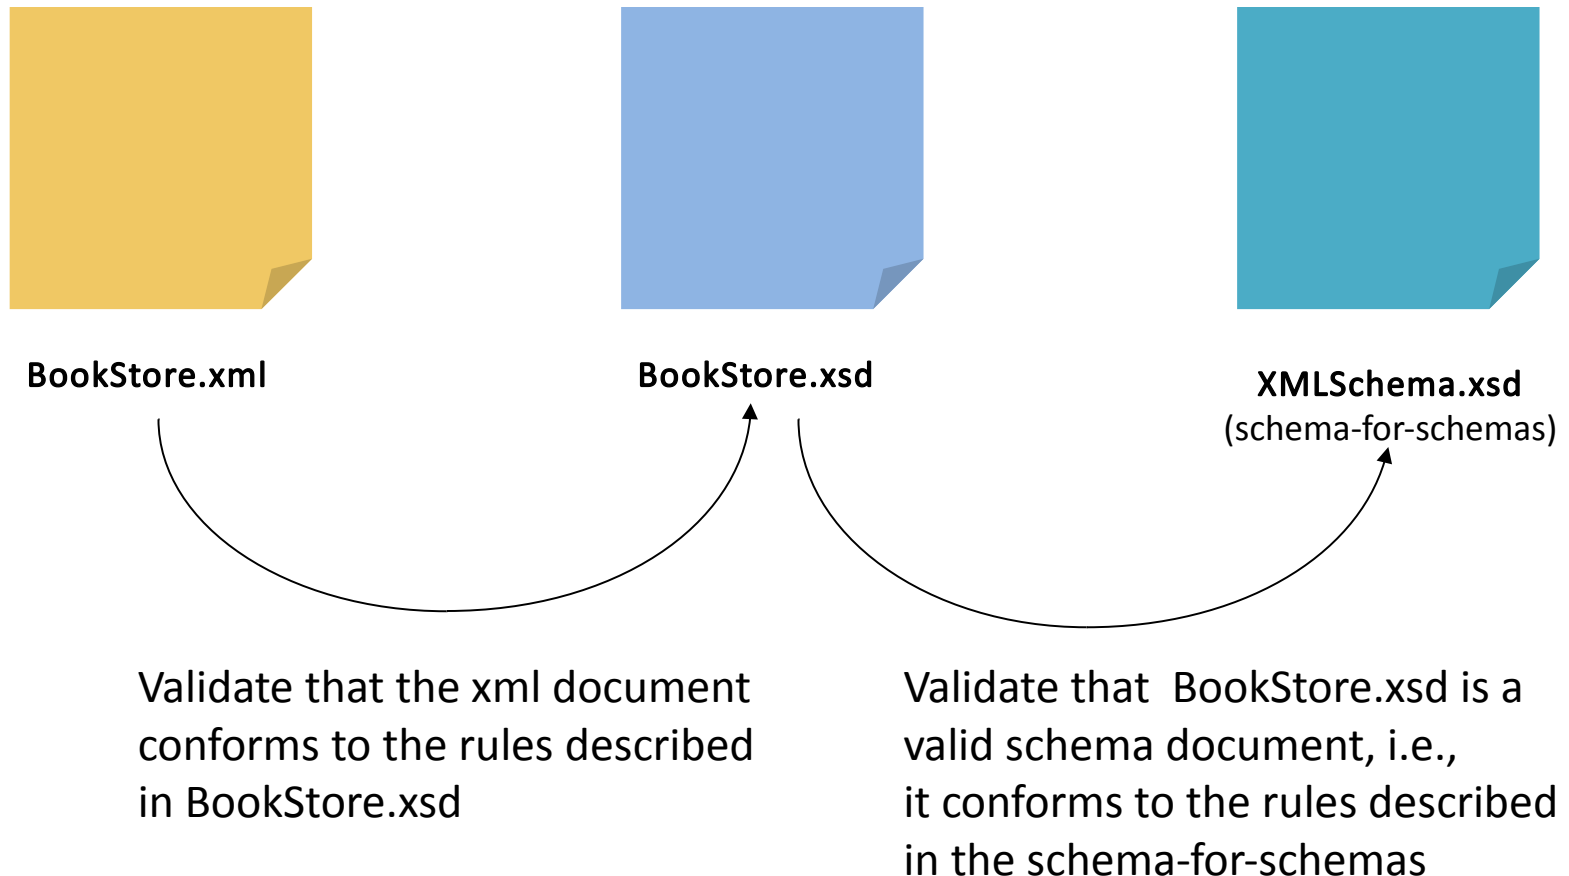 BookStore.xml
BookStore.xsd
XMLSchema.xsd
(schema-for-schemas)
Validate that the xml document
conforms to the rules described
in BookStore.xsd
Validate that  BookStore.xsd is a
valid schema document, i.e.,
it conforms to the rules described
in the schema-for-schemas